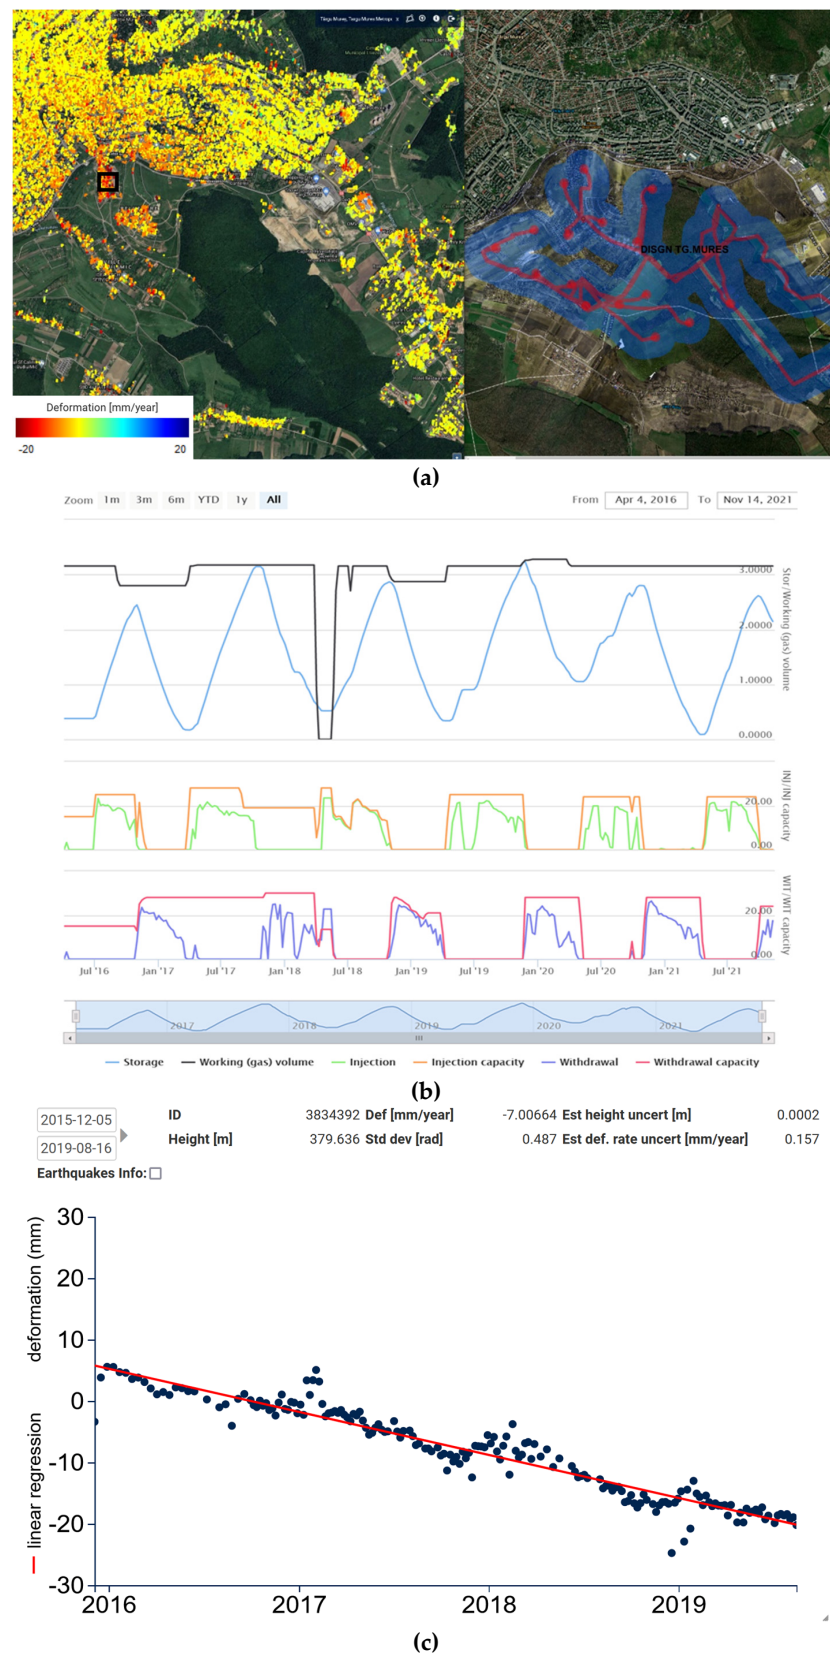 DISGN TG.MURES
Deformation [mm/year]
-20 20
(a)
Zoom 1m 3m 6m YTD 1y All From Apr 4, 2016 To Nov 14, 2021
3.0000
2.0000
1.0000
0.0000
Stor/Working (gas) volume
20.00
0.00
INJ/INJ capacity
20.00
0.00
WIT/WIT capacity
Jul '16 Jan '17 Jul '17 Jan '18 Jul '18 Jan '19 Jul '19 Jan '20 Jul '20 Jan '21 Jul '21
2017 2018 2019 2020 2021
Storage Working (gas) volume Injection Injection capacity Withdrawal Withdrawal capacity
(b)
2015-12-05
2019-08-16
ID 3834392 Def [mm/year] -7.00664 Est height uncert [m] 0.0002
Height [m] 379.636 Std dev [rad] 0.487 Est def. rate uncert [mm/year] 0.157
Earthquakes Info:
deformation (mm)
linear regression
30
20
10
0
-10
-20
-30
2016 2017 2018 2019
(c)